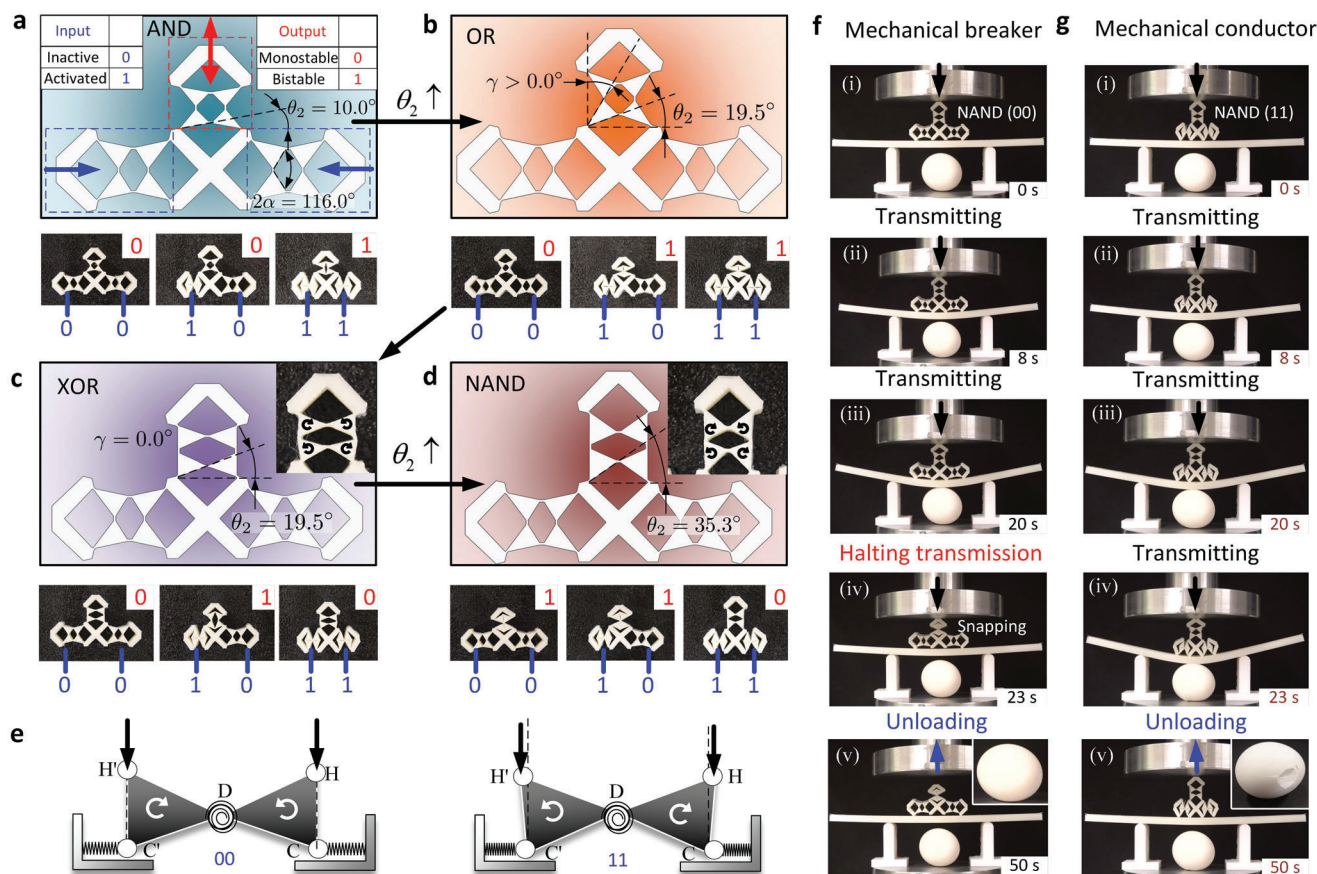 a
Input
Inactive 0
Activated 1
AND
Output
Monostable 0
Bistable 1
θ₂ = 10.0°
2α = 116.0°
0 0 1
0 0 1 0 1 1
θ₂ ↑
b
OR
γ > 0.0°
θ₂ = 19.5°
0 1 1
0 0 1 0 1 1
c
XOR
γ = 0.0°
θ₂ = 19.5°
0 1 0
0 0 1 0 1 1
θ₂ ↑
d
NAND
θ₂ = 35.3°
1 1 0
0 0 1 0 1 1
e
H' H
D
C' C
00
H' H
D
C' C
11
f
Mechanical breaker
(i)
NAND (00)
0 s
Transmitting
(ii)
8 s
Transmitting
(iii)
20 s
Halting transmission
(iv)
Snapping
23 s
Unloading
(v)
50 s
g
Mechanical conductor
(i)
NAND (11)
0 s
Transmitting
(ii)
8 s
Transmitting
(iii)
20 s
Transmitting
(iv)
23 s
Unloading
(v)
50 s